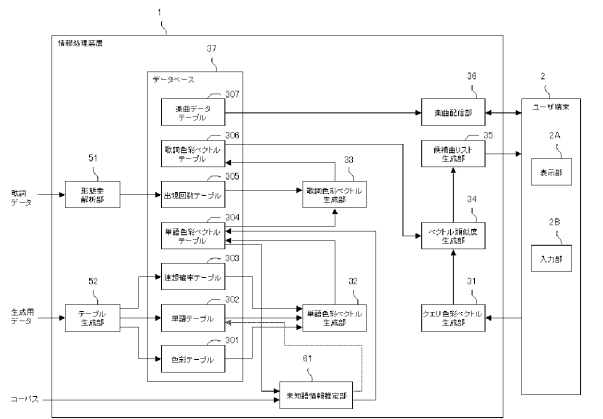 1
情報処理装置
37
データベース
307
楽曲データ
テーブル
306
歌詞色彩ベクトル
テーブル
305
出現回数テーブル
304
単語色彩ベクトル
テーブル
303
連想確率テーブル
302
単語テーブル
301
色彩テーブル
51
形態素
解析部
歌詞
データ
52
テーブル
生成部
生成用
データ
コーパス
33
歌詞色彩ベクトル
生成部
32
単語色彩ベクトル
生成部
61
未知語情報推定部
36
楽曲配信部
35
候補曲リスト
生成部
34
ベクトル類似度
生成部
31
クエリ色彩ベクトル
生成部
2
ユーザ端末
2A
表示部
2B
入力部